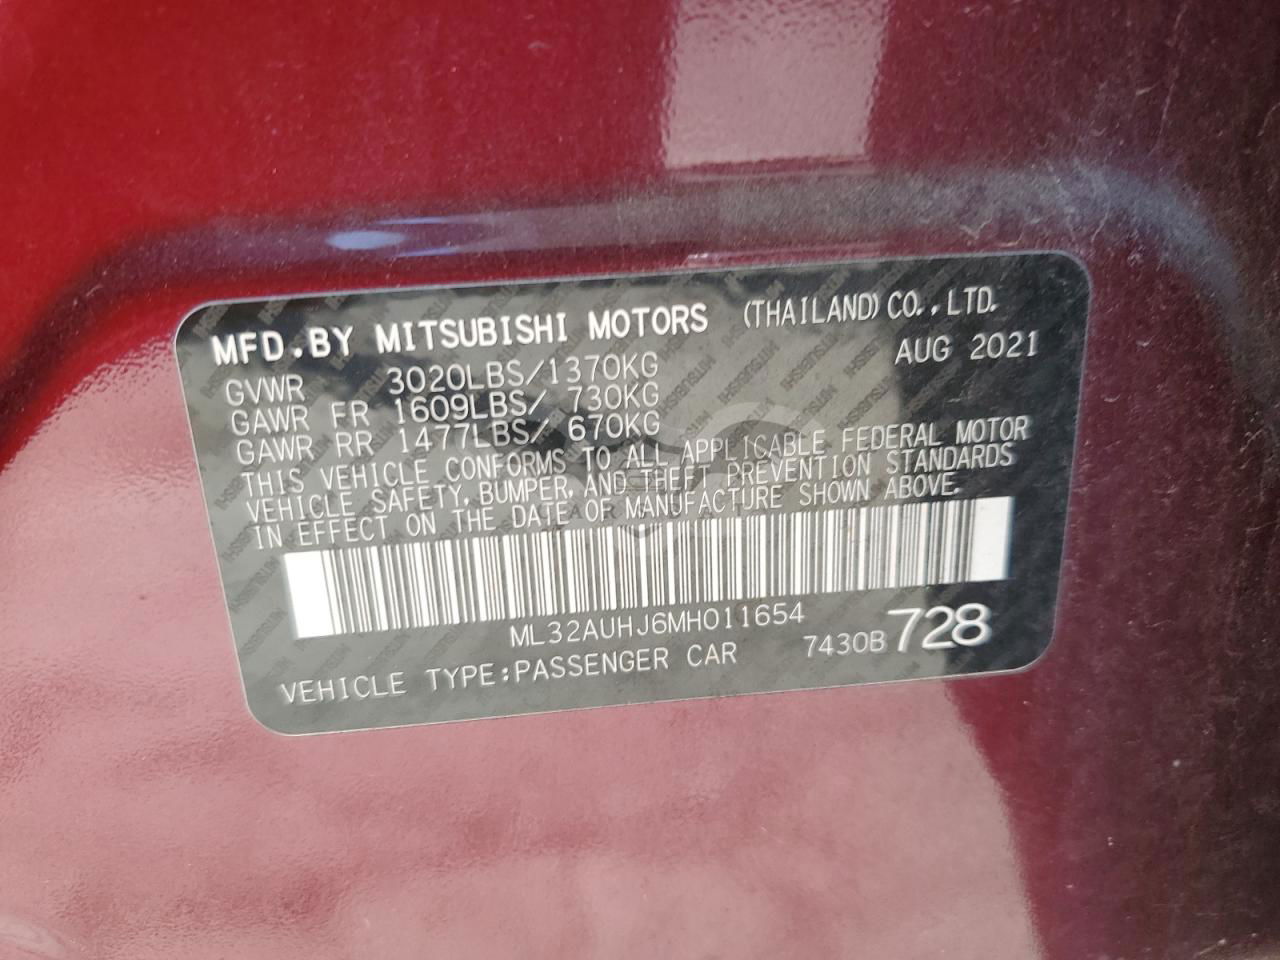 MFD.BY MITSUBISHI MOTORS (THAILAND) CO., LTD.
AUG 2021
GVWR 3020LBS/1370KG
GAWR FR 1609LBS/ 730KG
GAWR RR 1477LBS/ 670KG
THIS VEHICLE CONFORMS TO ALL APPLICABLE FEDERAL MOTOR
VEHICLE SAFETY, BUMPER, AND THEFT PREVENTION STANDARDS
IN EFFECT ON THE DATE OF MANUFACTURE SHOWN ABOVE.
ML32AUHJ6MH011654
VEHICLE TYPE:PASSENGER CAR 7430B 728